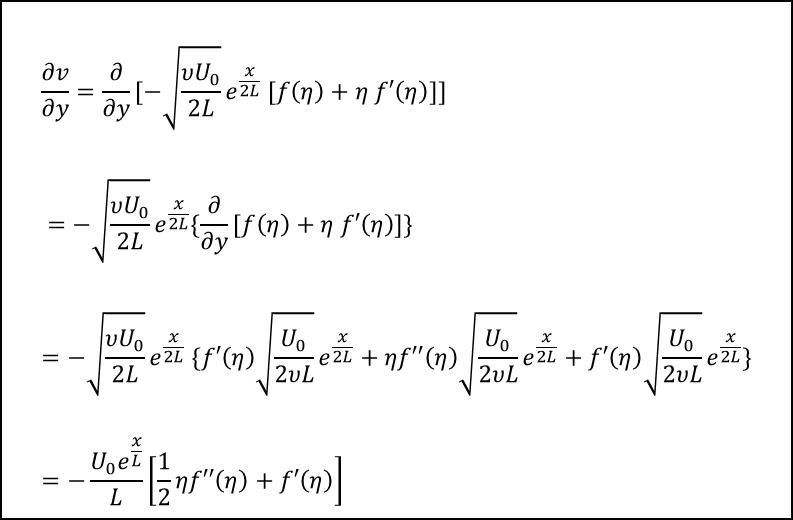 ∂v/∂y = ∂/∂y [−√(υU₀/2L) e^(x/2L) [f(η) + η f′(η)]]
= −√(υU₀/2L) e^(x/2L) {∂/∂y [f(η) + η f′(η)]}
= −√(υU₀/2L) e^(x/2L) {f′(η) √(U₀/2υL) e^(x/2L) + ηf′′(η) √(U₀/2υL) e^(x/2L) + f′(η) √(U₀/2υL) e^(x/2L)}
= −(U₀e^(x/L)/L) [1/2 ηf′′(η) + f′(η)]